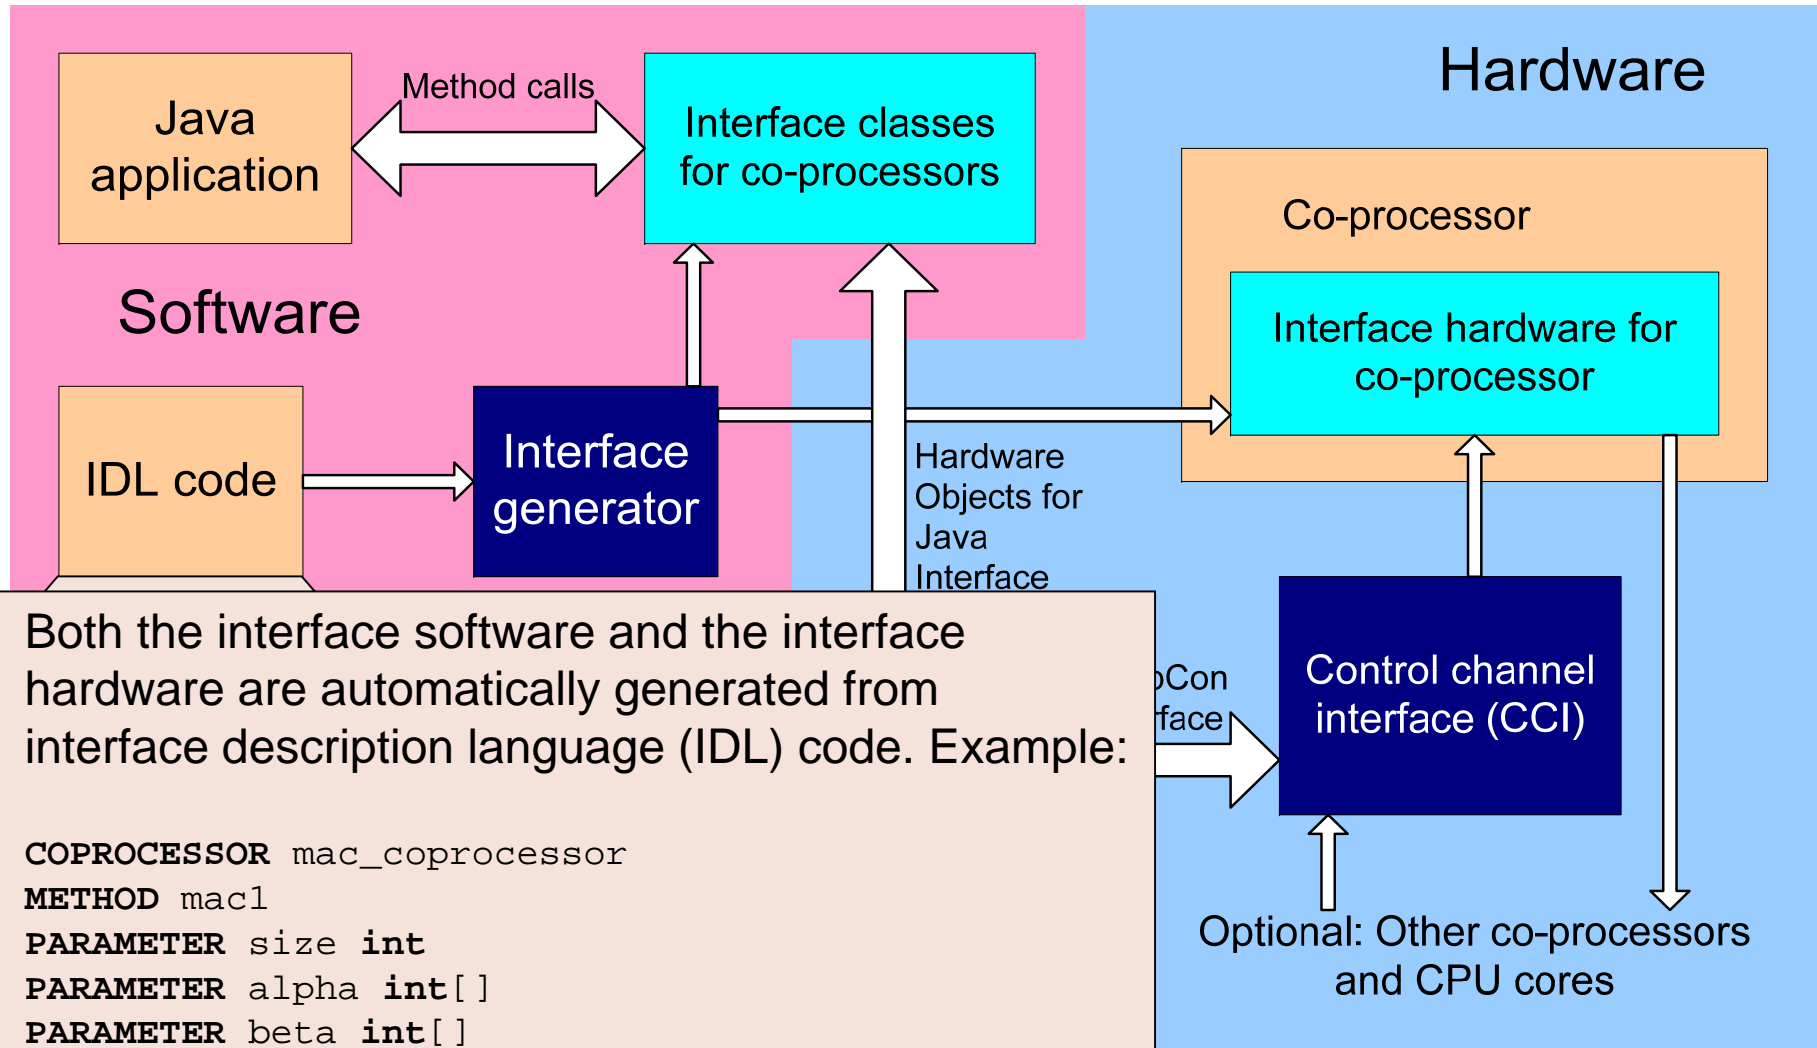 Hardware
Method calls
Java
application
Interface classes
for co-processors
Co-processor
Software
Interface hardware for
co-processor
IDL code
Interface
generator
Hardware
Objects for
Java
Interface
Both the interface software and the interface
hardware are automatically generated from
interface description language (IDL) code. Example:
COPROCESSOR mac_coprocessor
METHOD mac1
PARAMETER size int
PARAMETER alpha int[]
PARAMETER beta int[]
Control channel
interface (CCI)
Optional: Other co-processors
and CPU cores